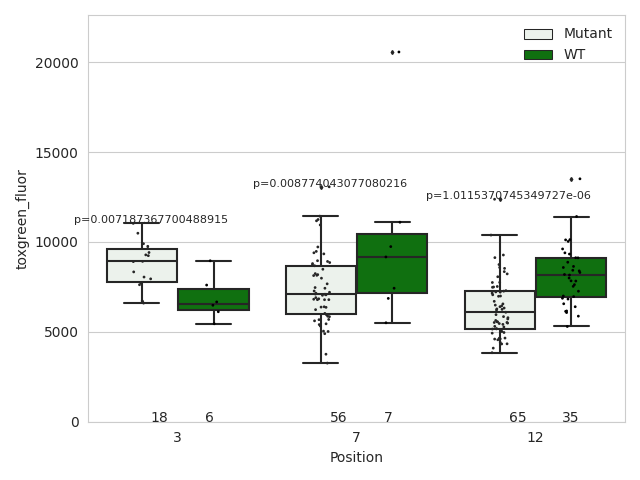 Mutant
WT
20000
15000
10000
5000
0
toxgreen_fluor
p=0.007187367700488915
p=0.008774043077080216
p=1.0115370745349727e-06
18 6 56 7 65 35
3 7 12
Position